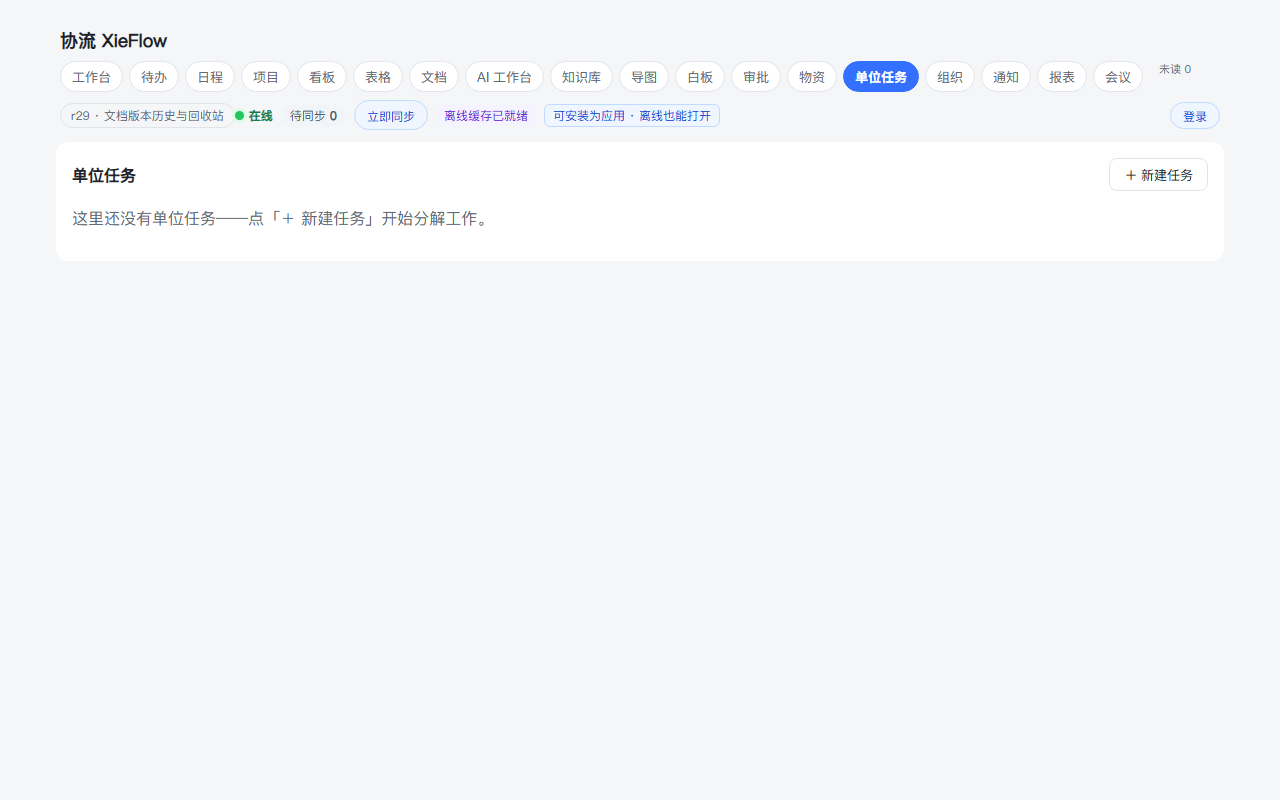 协流 XieFlow
工作台 待办 日程 项目 看板 表格 文档 AI 工作台 知识库 导图 白板 审批 物资 单位任务 组织 通知 报表 会议 未读 0
r29 · 文档版本历史与回收站 在线 待同步 0 立即同步 离线缓存已就绪 可安装为应用 · 离线也能打开 登录
单位任务 ＋ 新建任务
这里还没有单位任务——点「＋ 新建任务」开始分解工作。